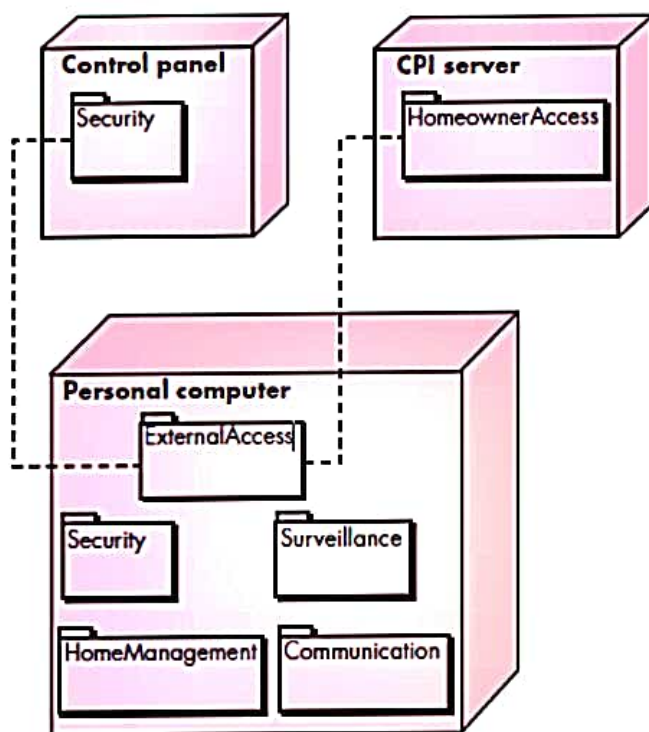 Control panel
Security
CPI server
HomeownerAccess
Personal computer
ExternalAccess
Security
Surveillance
HomeManagement
Communication